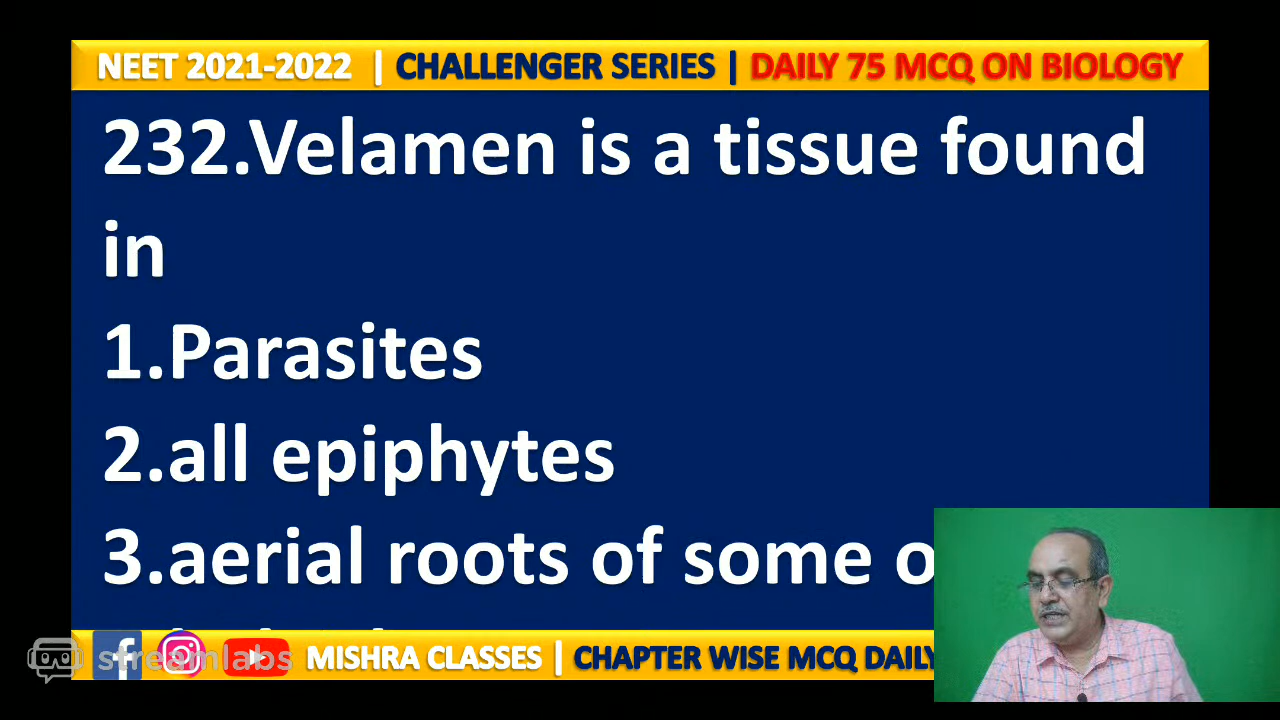 NEET 2021-2022 | CHALLENGER SERIES | DAILY 75 MCQ ON BIOLOGY
232.Velamen is a tissue found
in
1.Parasites
2.all epiphytes
3.aerial roots of some
streamlabs
MISHRA CLASSES | CHAPTER WISE MCQ DAILY